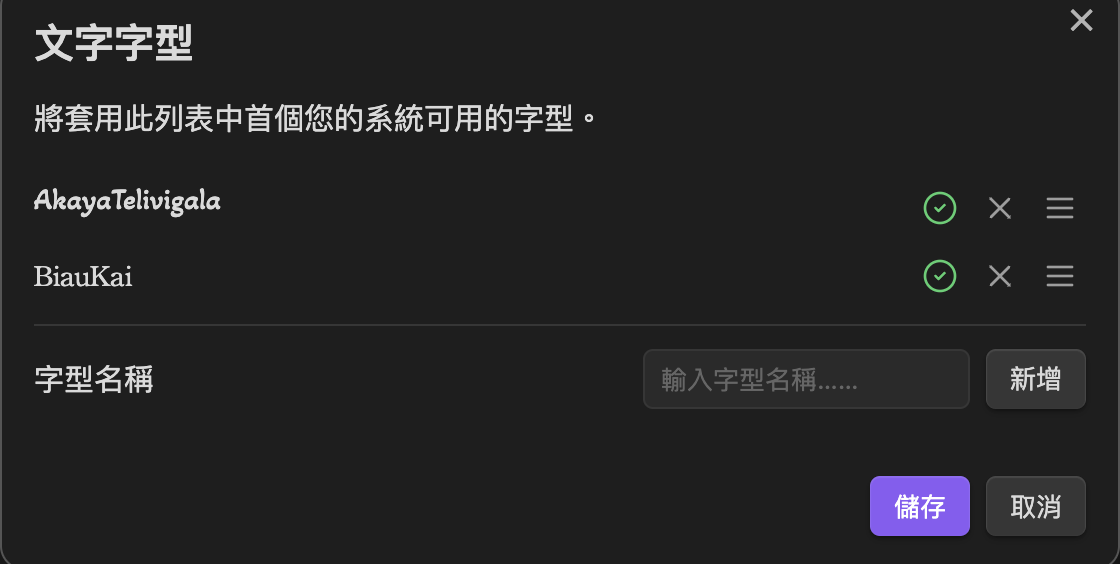 文字字型
將套用此列表中首個您的系統可用的字型。
AkayaTelivigala
BiauKai
字型名稱
輸入字型名稱……
新增
儲存
取消